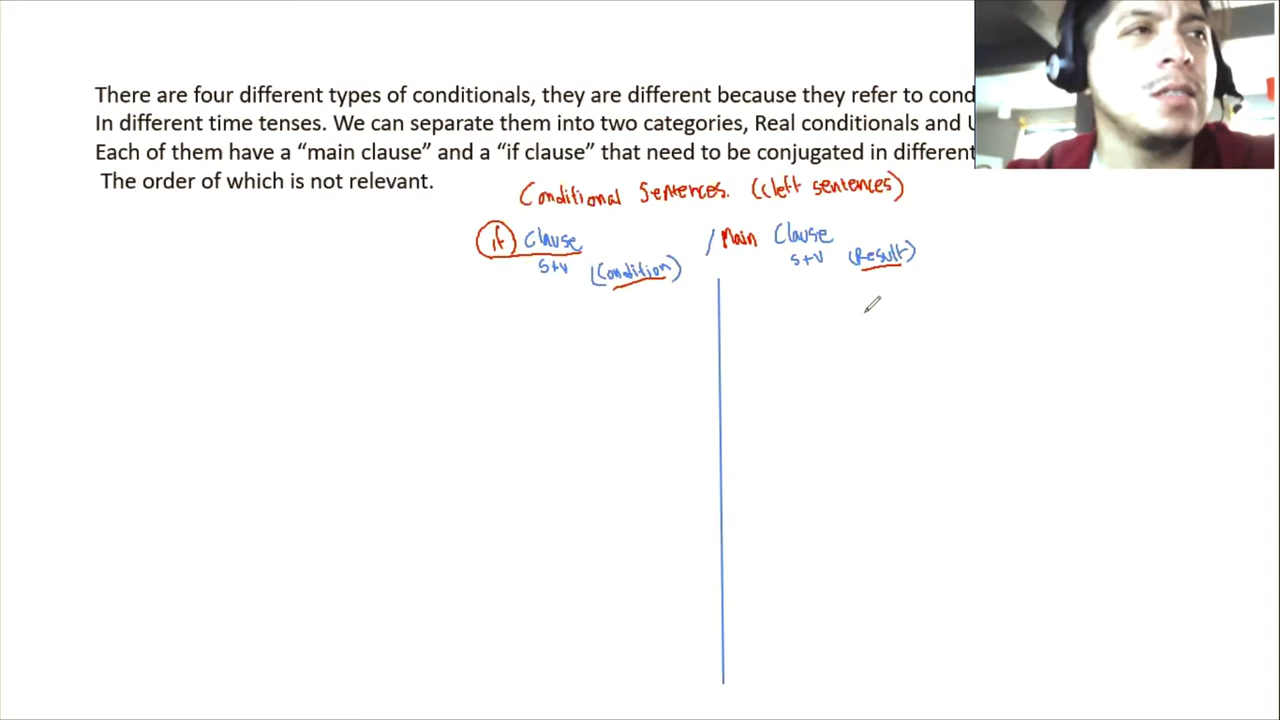 There are four different types of conditionals, they are different because they refer to cond
In different time tenses. We can separate them into two categories, Real conditionals and
Each of them have a “main clause” and a “if clause” that need to be conjugated in different
The order of which is not relevant.
Conditional Sentences. (cleft sentences)
if Clause / Main Clause
S+V (Condition) S+V (Result)